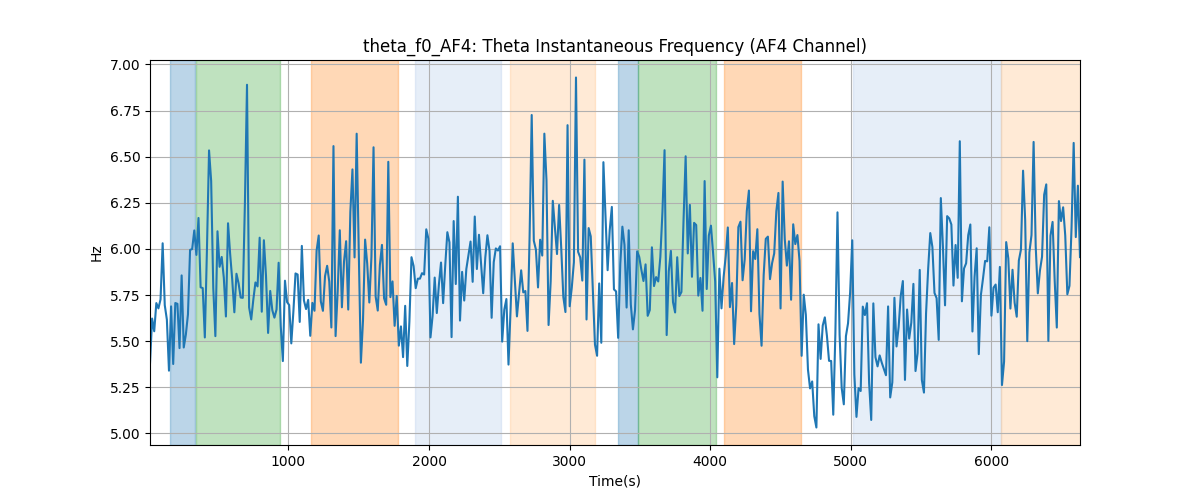 theta_f0_AF4: Theta Instantaneous Frequency (AF4 Channel)
7.00
6.75
6.50
6.25
6.00
5.75
5.50
5.25
5.00
Hz
1000 2000 3000 4000 5000 6000
Time(s)